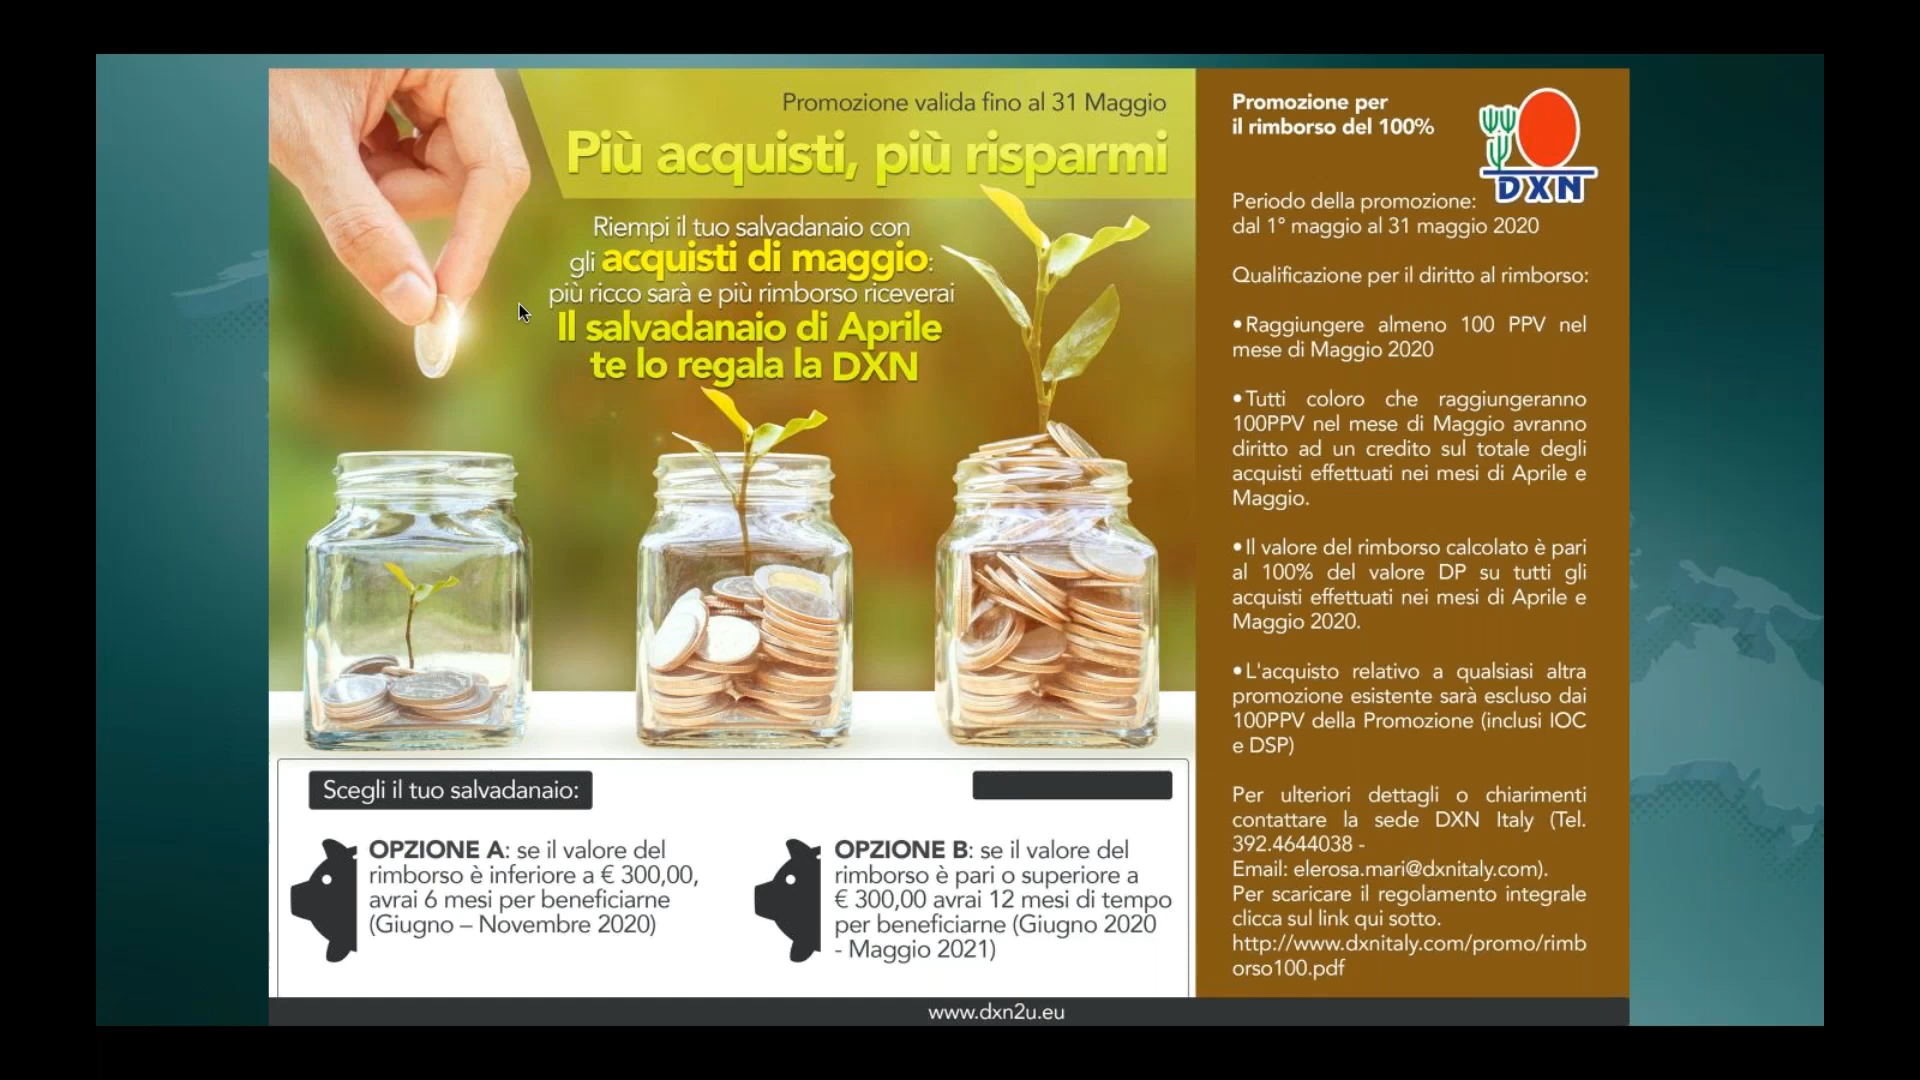 Promozione valida fino al 31 Maggio
Più acquisti, più risparmi
Riempi il tuo salvadanaio con
gli acquisti di maggio:
più ricco sarà e più rimborso riceverai
Il salvadanaio di Aprile
te lo regala la DXN
Scegli il tuo salvadanaio:
OPZIONE A: se il valore del
rimborso è inferiore a € 300,00,
avrai 6 mesi per beneficiarne
(Giugno – Novembre 2020)
OPZIONE B: se il valore del
rimborso è pari o superiore a
€ 300,00 avrai 12 mesi di tempo
per beneficiarne (Giugno 2020
- Maggio 2021)
Promozione per
il rimborso del 100%
DXN
Periodo della promozione:
dal 1° maggio al 31 maggio 2020
Qualificazione per il diritto al rimborso:
•Raggiungere almeno 100 PPV nel
mese di Maggio 2020
•Tutti coloro che raggiungeranno
100PPV nel mese di Maggio avranno
diritto ad un credito sul totale degli
acquisti effettuati nei mesi di Aprile e
Maggio.
•Il valore del rimborso calcolato è pari
al 100% del valore DP su tutti gli
acquisti effettuati nei mesi di Aprile e
Maggio 2020.
•L'acquisto relativo a qualsiasi altra
promozione esistente sarà escluso dai
100PPV della Promozione (inclusi IOC
e DSP)
Per ulteriori dettagli o chiarimenti
contattare la sede DXN Italy (Tel.
392.4644038 -
Email: elerosa.mari@dxnitaly.com).
Per scaricare il regolamento integrale
clicca sul link qui sotto.
http://www.dxnitaly.com/promo/rimb
orso100.pdf
www.dxn2u.eu